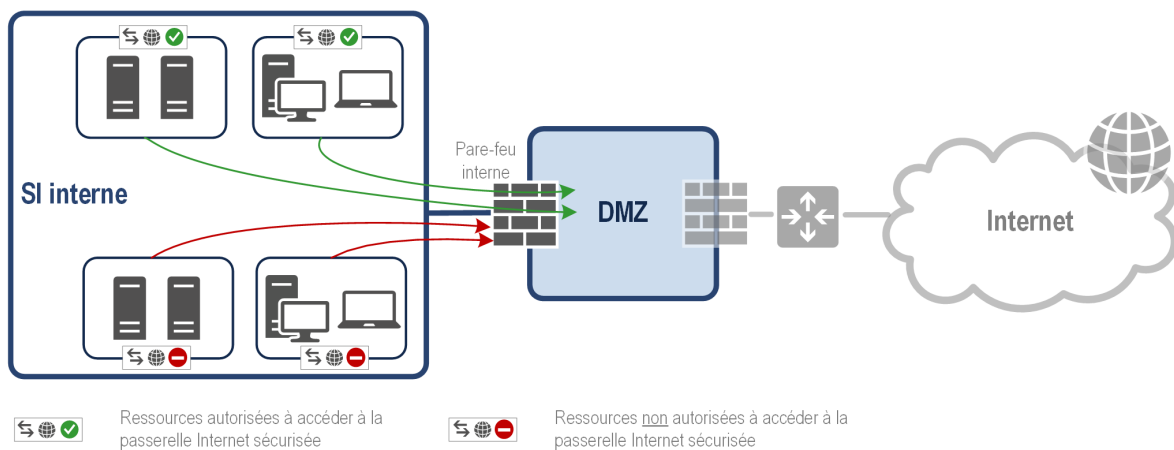 Pare-feu
interne
SI interne
DMZ
Internet
Ressources autorisées à accéder à la
passerelle Internet sécurisée
Ressources non autorisées à accéder à la
passerelle Internet sécurisée